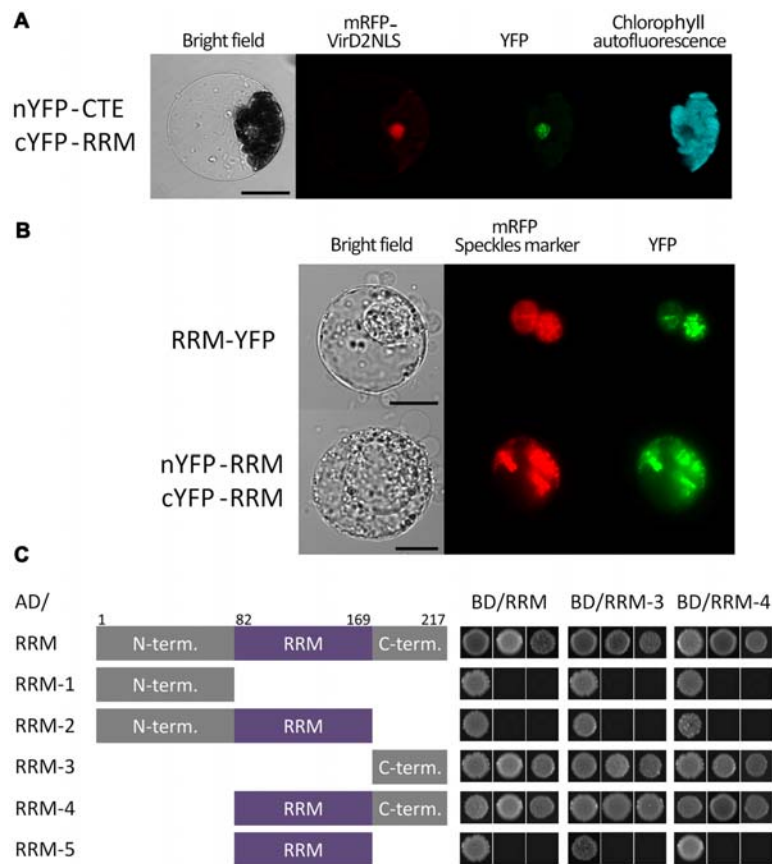 A
Bright field
mRFP-
VirD2NLS
YFP
Chlorophyll
autofluorescence
nYFP-CTE
cYFP-RRM
B
Bright field
mRFP
Speckles marker
YFP
RRM-YFP
nYFP-RRM
cYFP-RRM
C
AD/
1 82 169 217
BD/RRM BD/RRM-3 BD/RRM-4
RRM N-term. RRM C-term.
RRM-1 N-term.
RRM-2 N-term. RRM
RRM-3 C-term.
RRM-4 RRM C-term.
RRM-5 RRM